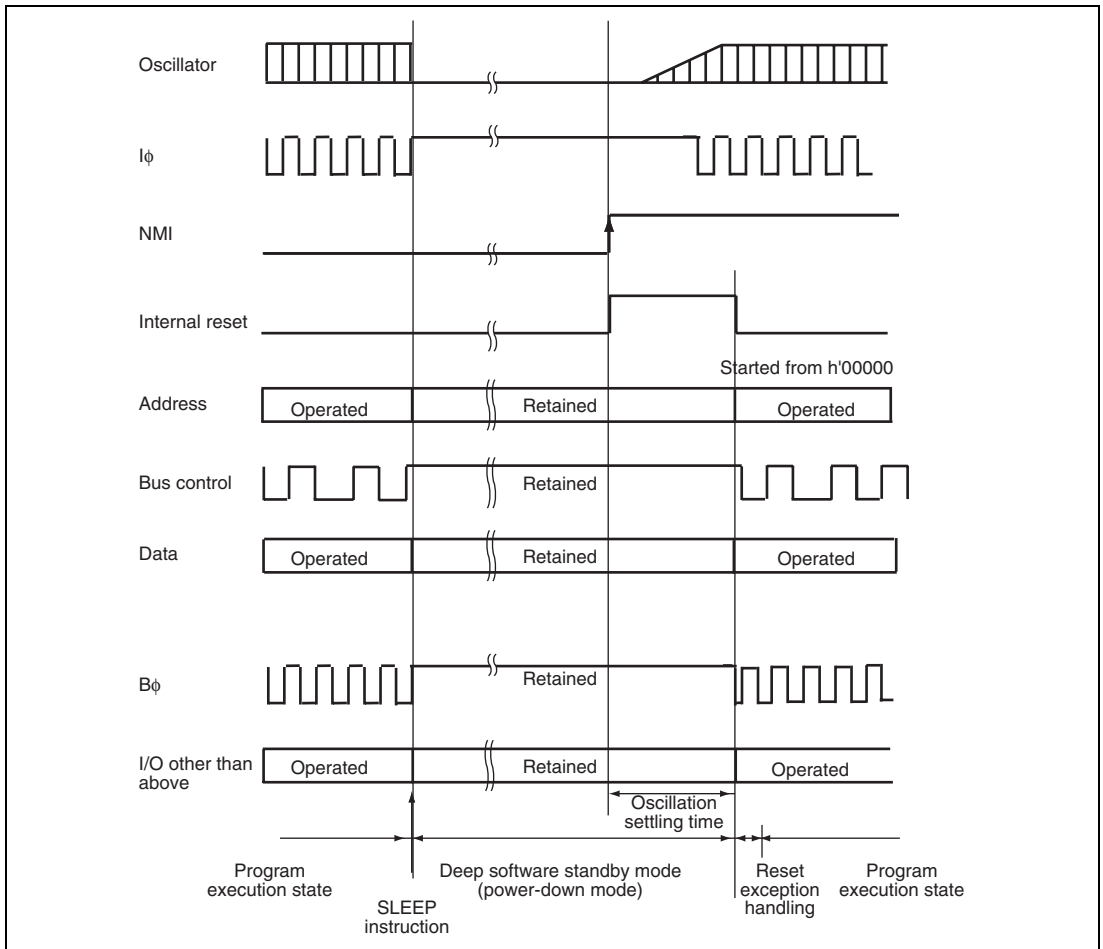 Oscillator
Iϕ
NMI
Internal reset
Started from h'00000
Address
Operated
Retained
Operated
Bus control
Retained
Data
Operated
Retained
Operated
Bϕ
Retained
I/O other than
above
Operated
Retained
Operated
Oscillation
settling time
Program
execution state
Deep software standby mode
(power-down mode)
Reset
exception
handling
Program
execution state
SLEEP
instruction